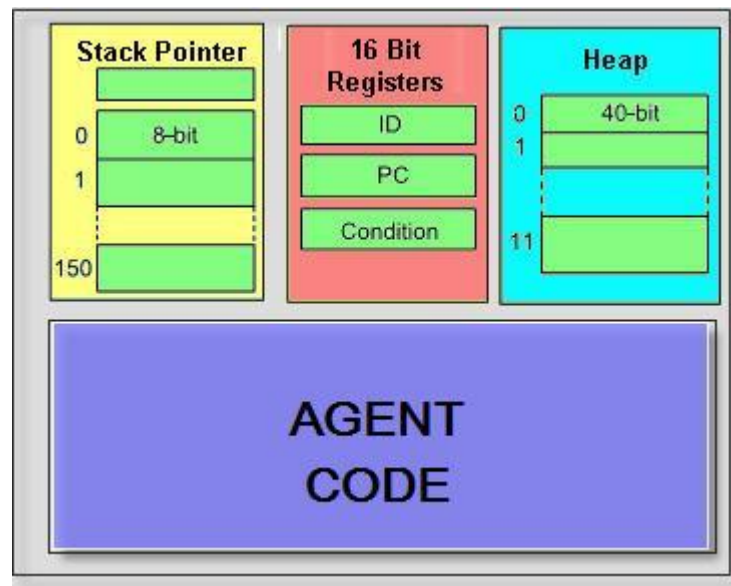 Stack Pointer
0
8-bit
1
150
16 Bit
Registers
ID
PC
Condition
Heap
0
40-bit
1
11
AGENT
CODE